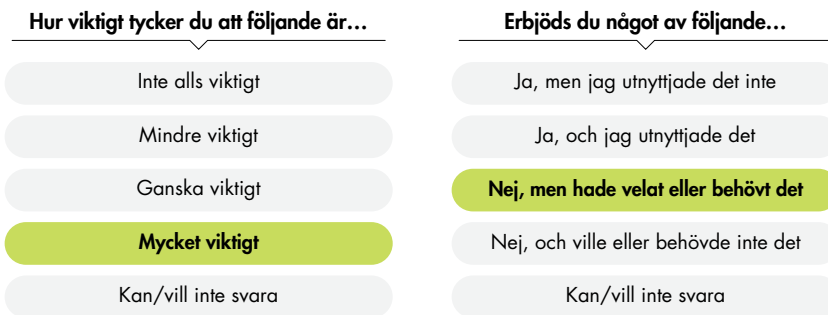 Hur viktigt tycker du att följande är…
Inte alls viktigt
Mindre viktigt
Ganska viktigt
Mycket viktigt
Kan/vill inte svara
Erbjöds du något av följande…
Ja, men jag utnyttjade det inte
Ja, och jag utnyttjade det
Nej, men hade velat eller behövt det
Nej, och ville eller behövde inte det
Kan/vill inte svara